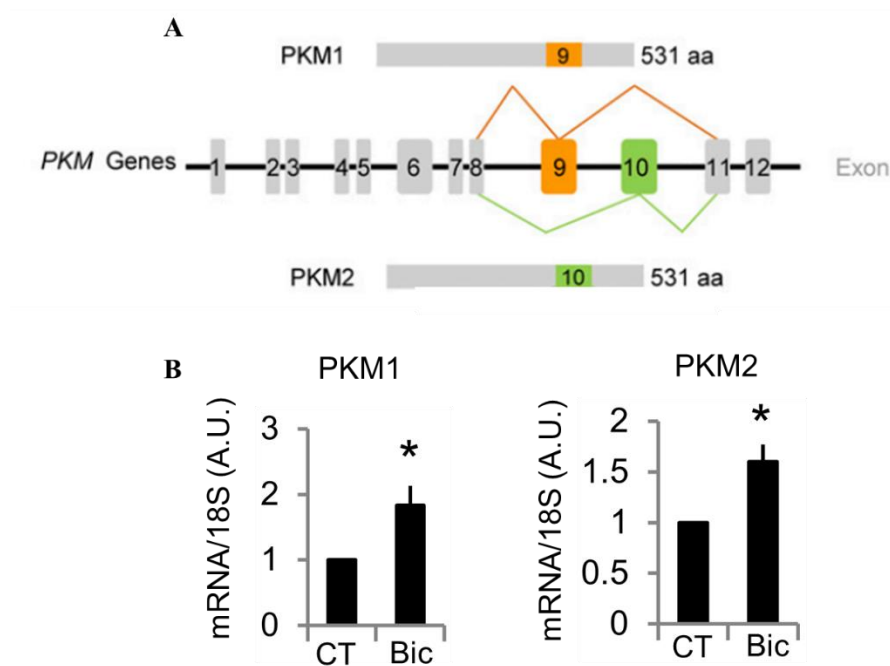 A
PKM1 9 531 aa
PKM Genes 1 2 3 4 5 6 7 8 9 10 11 12 Exon
PKM2 10 531 aa
B
PKM1
mRNA/18S (A.U.)
3
2
1
0
*
CT Bic
PKM2
mRNA/18S (A.U.)
2
1.5
1
0.5
0
*
CT Bic